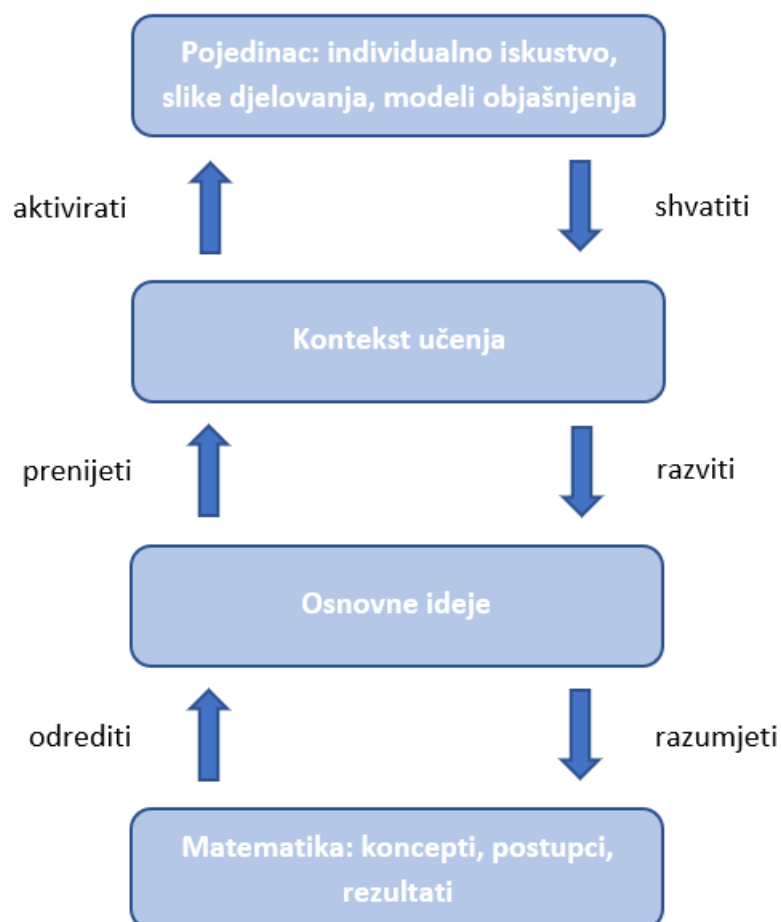 Pojedinac: individualno iskustvo,
slike djelovanja, modeli objašnjenja
aktivirati
shvatiti
Kontekst učenja
prenijeti
razviti
Osnovne ideje
odrediti
razumjeti
Matematika: koncepti, postupci,
rezultati